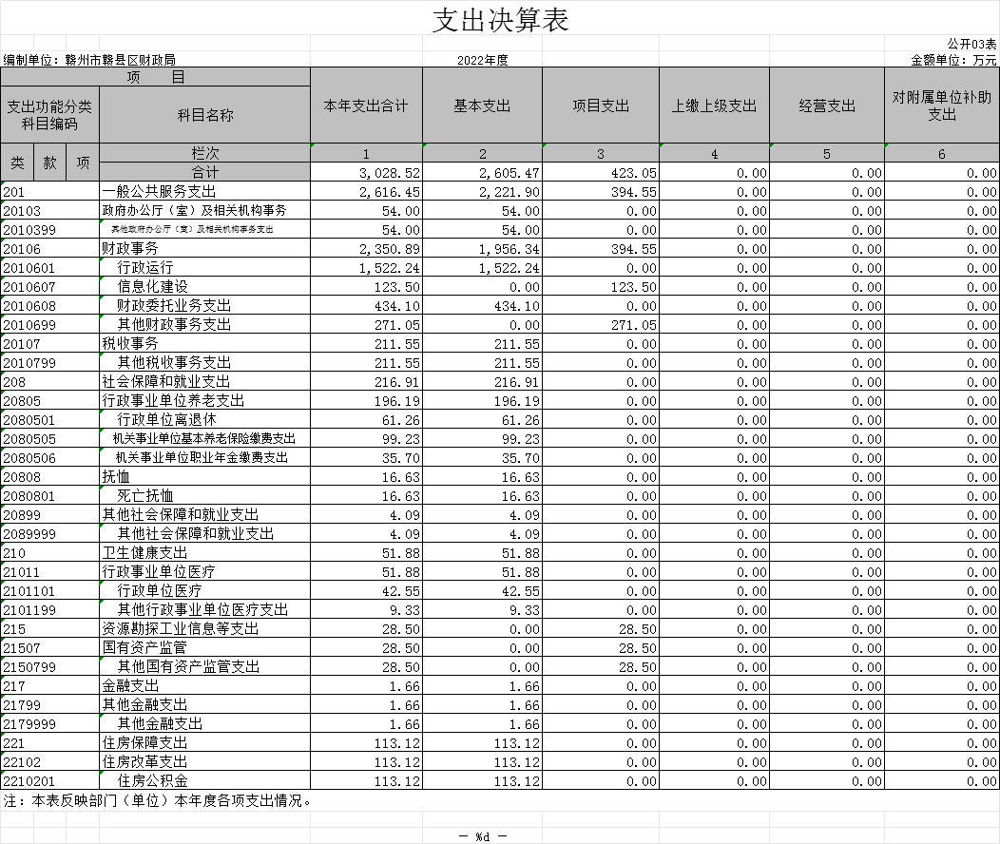 支出决算表
公开03表
编制单位：赣州市赣县区财政局 2022年度 金额单位：万元
项 目 本年支出合计 基本支出 项目支出 上缴上级支出 经营支出 对附属单位补助支出
支出功能分类科目编码 科目名称
类 款 项 栏次 1 2 3 4 5 6
合计 3,028.52 2,605.47 423.05 0.00 0.00 0.00
201 一般公共服务支出 2,616.45 2,221.90 394.55 0.00 0.00 0.00
20103 政府办公厅（室）及相关机构事务 54.00 54.00 0.00 0.00 0.00 0.00
2010399 其他政府办公厅（室）及相关机构事务支出 54.00 54.00 0.00 0.00 0.00 0.00
20106 财政事务 2,350.89 1,956.34 394.55 0.00 0.00 0.00
2010601 行政运行 1,522.24 1,522.24 0.00 0.00 0.00 0.00
2010607 信息化建设 123.50 0.00 123.50 0.00 0.00 0.00
2010608 财政委托业务支出 434.10 434.10 0.00 0.00 0.00 0.00
2010699 其他财政事务支出 271.05 0.00 271.05 0.00 0.00 0.00
20107 税收事务 211.55 211.55 0.00 0.00 0.00 0.00
2010799 其他税收事务支出 211.55 211.55 0.00 0.00 0.00 0.00
208 社会保障和就业支出 216.91 216.91 0.00 0.00 0.00 0.00
20805 行政事业单位养老支出 196.19 196.19 0.00 0.00 0.00 0.00
2080501 行政单位离退休 61.26 61.26 0.00 0.00 0.00 0.00
2080505 机关事业单位基本养老保险缴费支出 99.23 99.23 0.00 0.00 0.00 0.00
2080506 机关事业单位职业年金缴费支出 35.70 35.70 0.00 0.00 0.00 0.00
20808 抚恤 16.63 16.63 0.00 0.00 0.00 0.00
2080801 死亡抚恤 16.63 16.63 0.00 0.00 0.00 0.00
20899 其他社会保障和就业支出 4.09 4.09 0.00 0.00 0.00 0.00
2089999 其他社会保障和就业支出 4.09 4.09 0.00 0.00 0.00 0.00
210 卫生健康支出 51.88 51.88 0.00 0.00 0.00 0.00
21011 行政事业单位医疗 51.88 51.88 0.00 0.00 0.00 0.00
2101101 行政单位医疗 42.55 42.55 0.00 0.00 0.00 0.00
2101199 其他行政事业单位医疗支出 9.33 9.33 0.00 0.00 0.00 0.00
215 资源勘探工业信息等支出 28.50 0.00 28.50 0.00 0.00 0.00
21507 国有资产监管 28.50 0.00 28.50 0.00 0.00 0.00
2150799 其他国有资产监管支出 28.50 0.00 28.50 0.00 0.00 0.00
217 金融支出 1.66 1.66 0.00 0.00 0.00 0.00
21799 其他金融支出 1.66 1.66 0.00 0.00 0.00 0.00
2179999 其他金融支出 1.66 1.66 0.00 0.00 0.00 0.00
221 住房保障支出 113.12 113.12 0.00 0.00 0.00 0.00
22102 住房改革支出 113.12 113.12 0.00 0.00 0.00 0.00
2210201 住房公积金 113.12 113.12 0.00 0.00 0.00 0.00
注：本表反映部门（单位）本年度各项支出情况。
— %d —